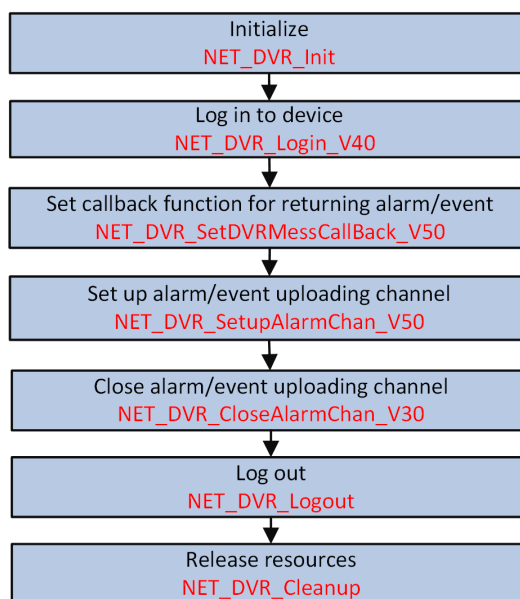 Initialize
NET_DVR_Init
Log in to device
NET_DVR_Login_V40
Set callback function for returning alarm/event
NET_DVR_SetDVRMessCallBack_V50
Set up alarm/event uploading channel
NET_DVR_SetupAlarmChan_V50
Close alarm/event uploading channel
NET_DVR_CloseAlarmChan_V30
Log out
NET_DVR_Logout
Release resources
NET_DVR_Cleanup